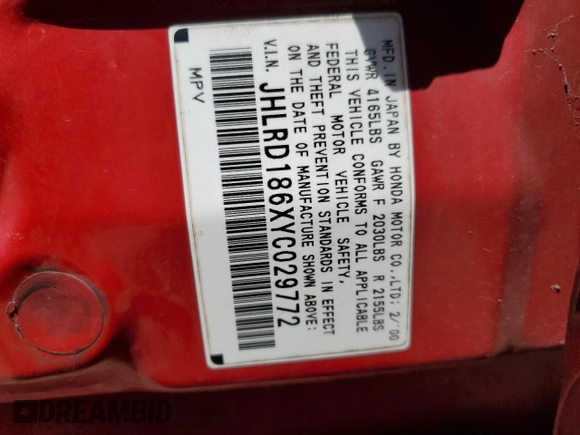 MFD. IN JAPAN BY HONDA MOTOR CO.,LTD; 2/'00
GVWR 4165LBS GAWR F 2030LBS R 2155LBS
THIS VEHICLE CONFORMS TO ALL APPLICABLE
FEDERAL MOTOR VEHICLE SAFETY,
AND THEFT PREVENTION STANDARDS IN EFFECT
ON THE DATE OF MANUFACTURE SHOWN ABOVE:
V.I.N. JHLRD186XYC029772
MPV
DREAMBID